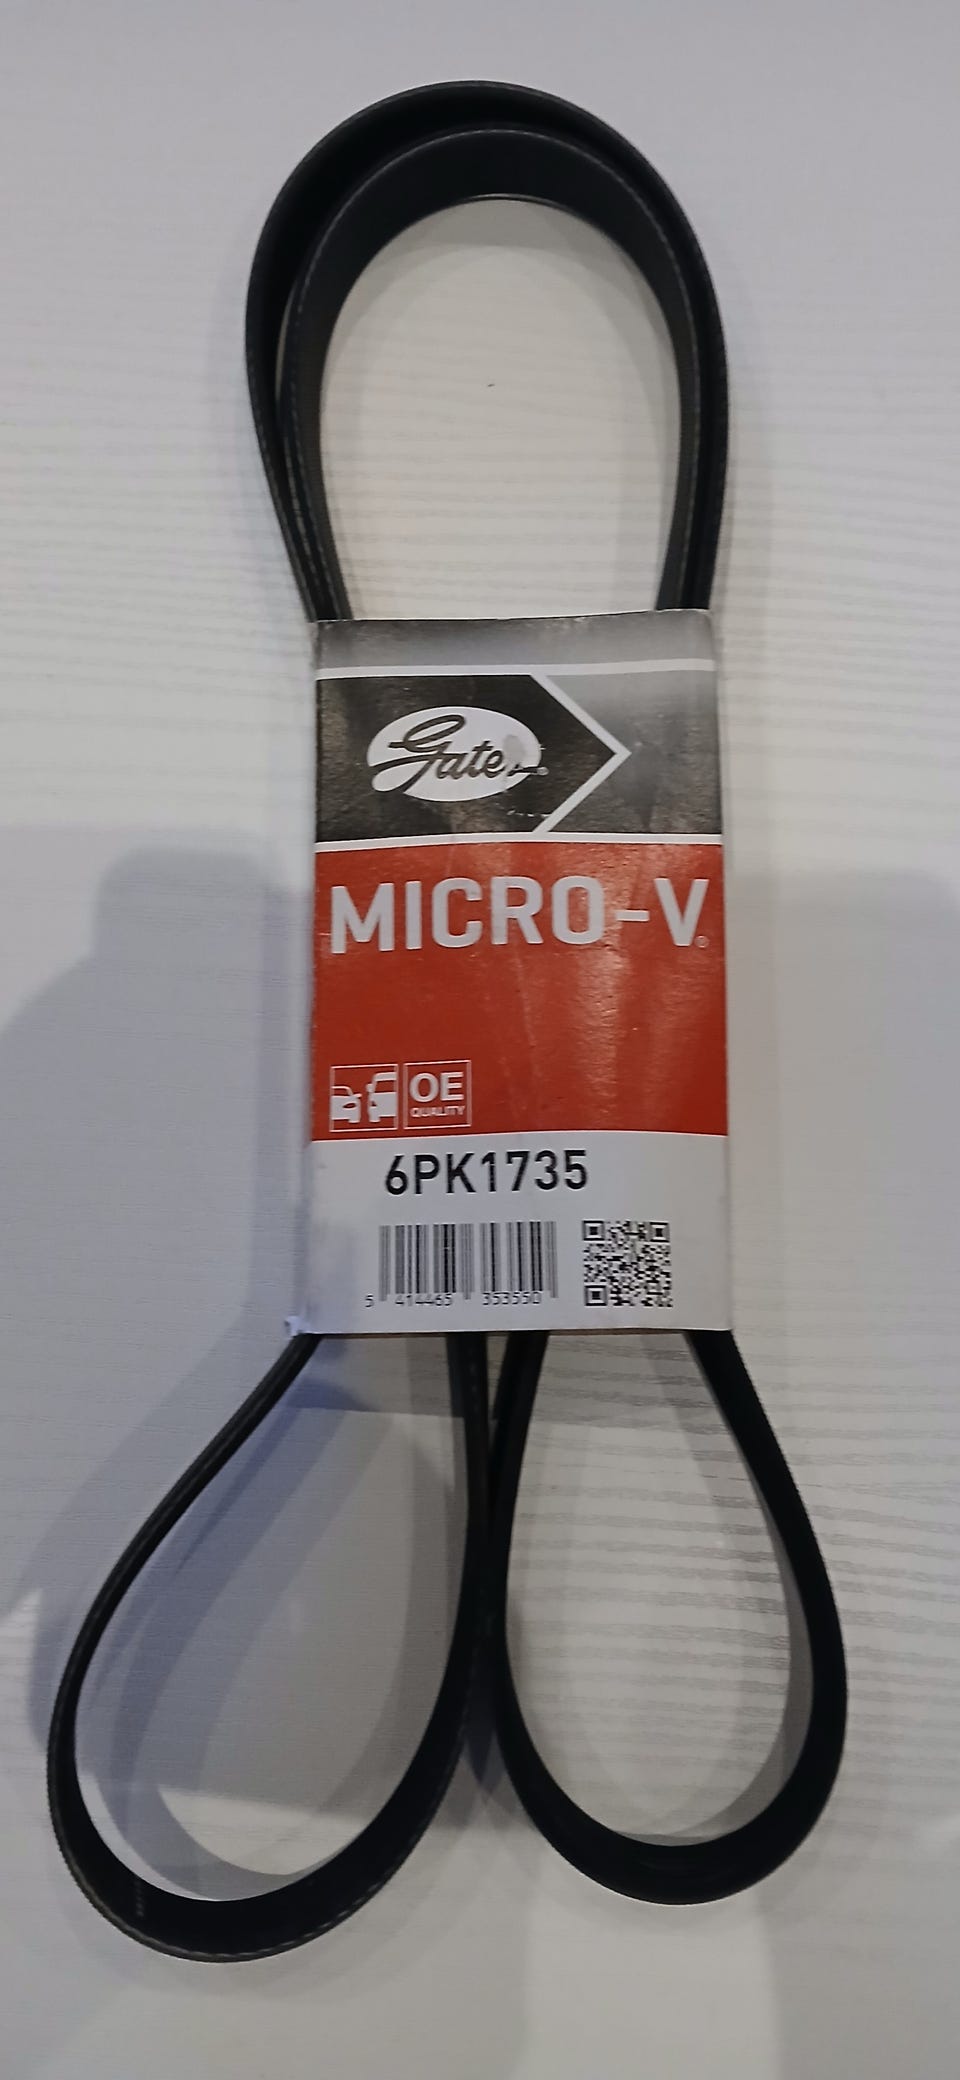 Gates
MICRO-V®
OE
QUALITY
6PK1735
5 414465 353550